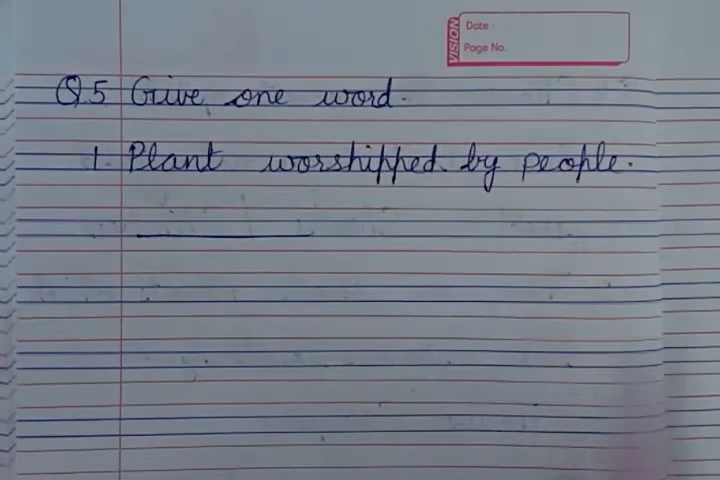 VISION
Date :
Page No.
Q.5 Give one word.
1. Plant worshipped by people.